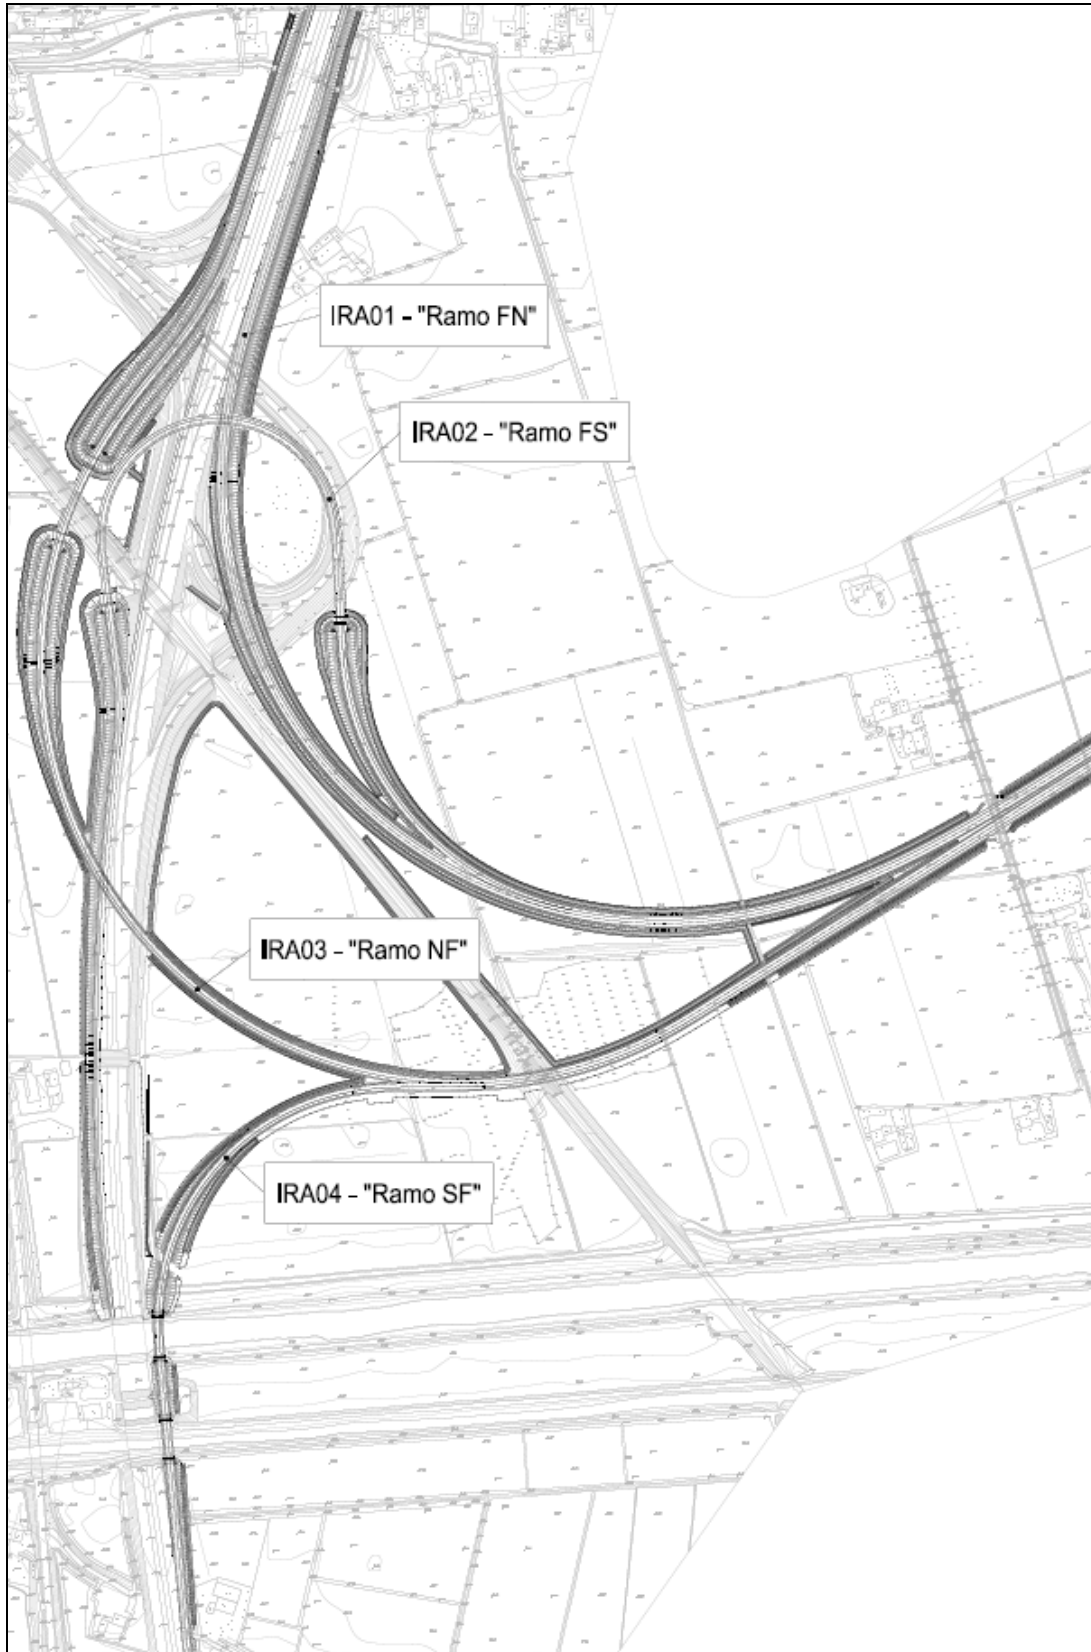 IRA01 - "Ramo FN"
IRA02 - "Ramo FS"
IRA03 - "Ramo NF"
IRA04 - "Ramo SF"